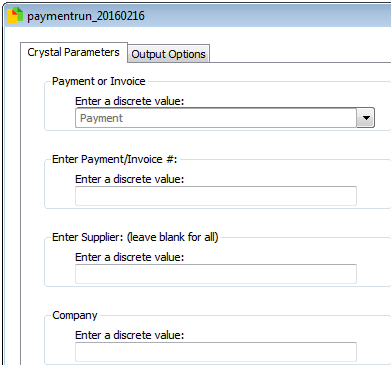 paymentrun_20160216
Crystal Parameters
Output Options
Payment or Invoice
Enter a discrete value:
Payment
Enter Payment/Invoice #:
Enter a discrete value:
Enter Supplier: (leave blank for all)
Enter a discrete value:
Company
Enter a discrete value: